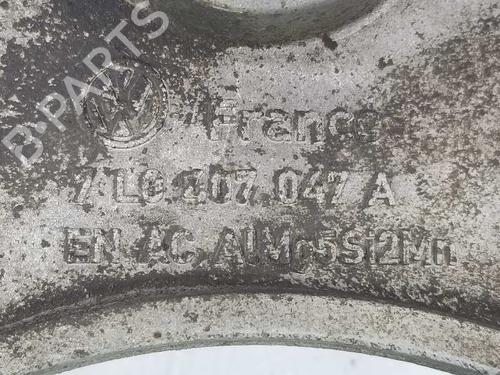 B-PARTS
France
7L0 407 047 A
EN AC AlMg5Si2Mn